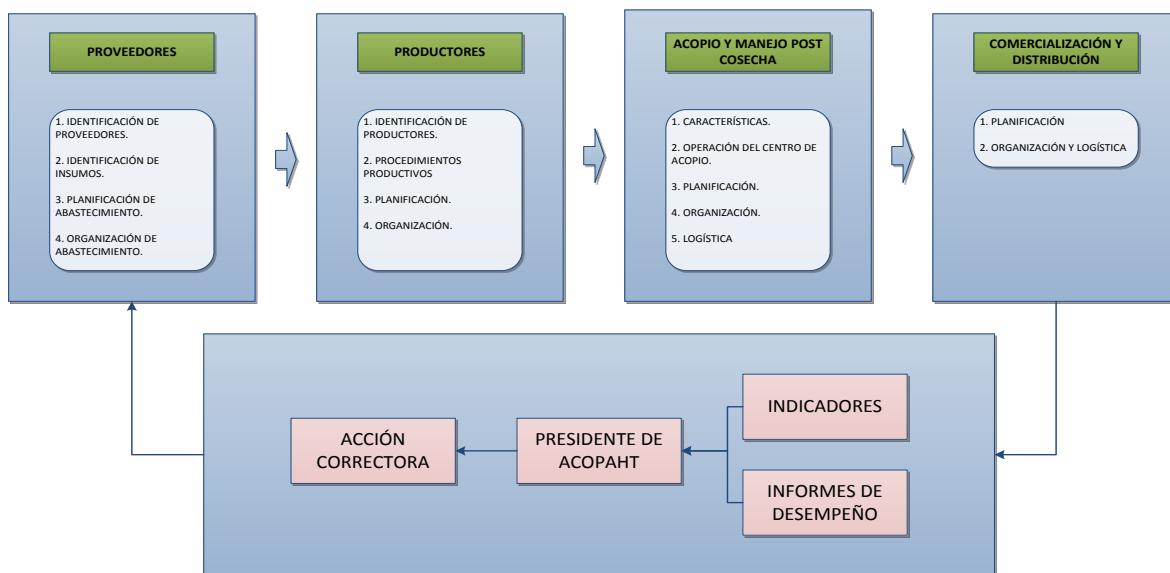 PROVEEDORES
1. IDENTIFICACIÓN DE
PROVEEDORES.
2. IDENTIFICACIÓN DE
INSUMOS.
3. PLANIFICACIÓN DE
ABASTECIMIENTO.
4. ORGANIZACIÓN DE
ABASTECIMIENTO.
PRODUCTORES
1. IDENTIFICACIÓN DE
PRODUCTORES.
2. PROCEDIMIENTOS
PRODUCTIVOS
3. PLANIFICACIÓN.
4. ORGANIZACIÓN.
ACOPIO Y MANEJO POST
COSECHA
1. CARACTERÍSTICAS.
2. OPERACIÓN DEL CENTRO DE
ACOPIO.
3. PLANIFICACIÓN.
4. ORGANIZACIÓN.
5. LOGÍSTICA
COMERCIALIZACIÓN Y
DISTRIBUCIÓN
1. PLANIFICACIÓN
2. ORGANIZACIÓN Y LOGÍSTICA
ACCIÓN
CORRECTORA
PRESIDENTE DE
ACOPAHT
INDICADORES
INFORMES DE
DESEMPEÑO